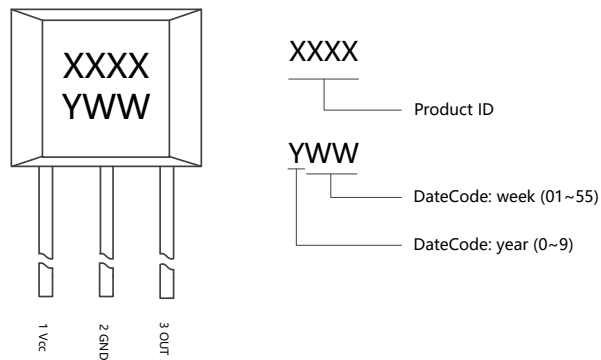 XXXX
YWW
1 Vcc
2 GND
3 OUT
XXXX
Product ID
YWW
DateCode: week (01~55)
DateCode: year (0~9)